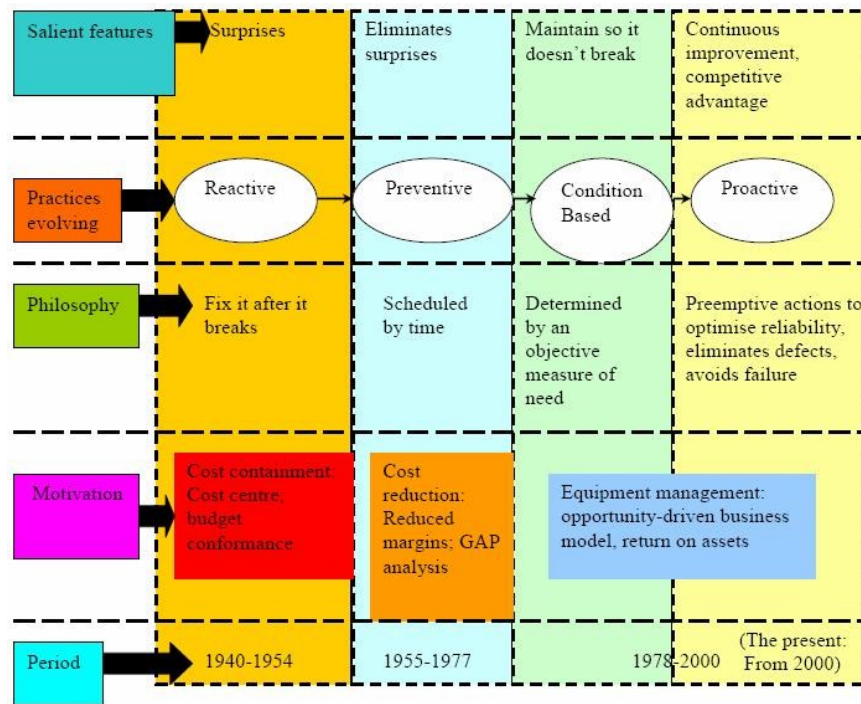 Salient features
Surprises
Eliminates
surprises
Maintain so it
doesn't break
Continuous
improvement,
competitive
advantage
Practices
evolving
Reactive
Preventive
Condition
Based
Proactive
Philosophy
Fix it after it
breaks
Scheduled
by time
Determined
by an
objective
measure of
need
Preemptive actions to
optimise reliability,
eliminates defects,
avoids failure
Motivation
Cost containment:
Cost centre;
budget
conformance
Cost
reduction:
Reduced
margins; GAP
analysis
Equipment management:
opportunity-driven business
model, return on assets
Period
1940-1954
1955-1977
1978-2000
(The present:
From 2000)